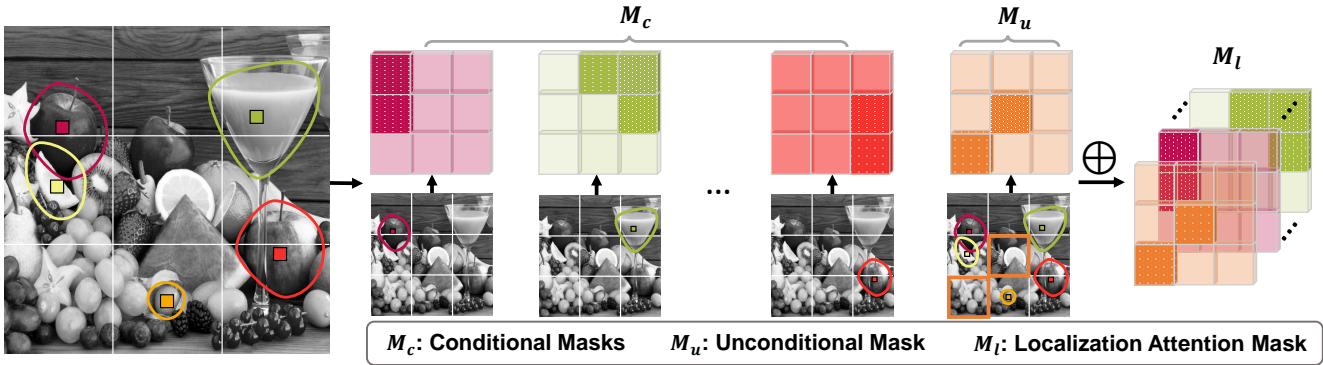 M_c
M_u
M_l
...
M_c: Conditional Masks M_u: Unconditional Mask M_l: Localization Attention Mask